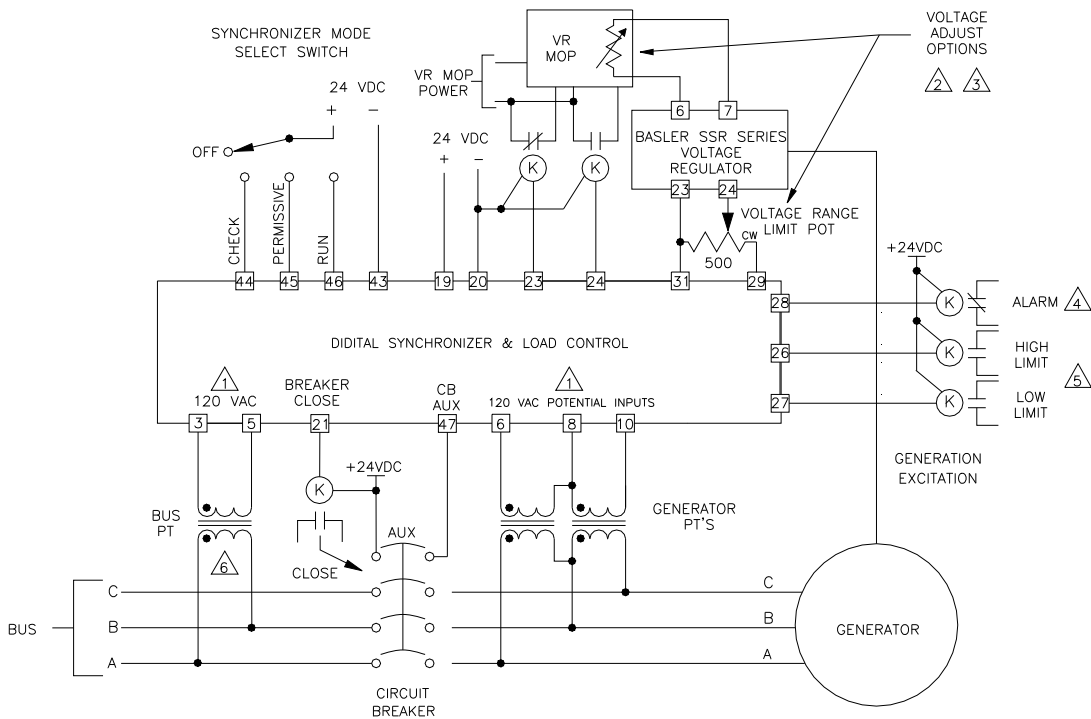 SYNCHRONIZER MODE
SELECT SWITCH
24 VDC
+ −
OFF
CHECK
PERMISSIVE
RUN
VR MOP
POWER
24 VDC
+ −
VR
MOP
K
K
VOLTAGE
ADJUST
OPTIONS
2 3
6 7
BASLER SSR SERIES
VOLTAGE
REGULATOR
23 24
VOLTAGE RANGE
LIMIT POT
CW
500
44 45 46 43 19 20 23 24 31 29
+24VDC
28
K
ALARM
4
26
K
HIGH
LIMIT
5
27
K
LOW
LIMIT
DIDITAL SYNCHRONIZER & LOAD CONTROL
1
120 VAC
BREAKER
CLOSE
CB
AUX
1
120 VAC POTENTIAL INPUTS
3 5 21 47 6 8 10
GENERATION
EXCITATION
+24VDC
K
BUS
PT
6
CLOSE
AUX
GENERATOR
PT'S
BUS
C
B
A
C
B
A
GENERATOR
CIRCUIT
BREAKER